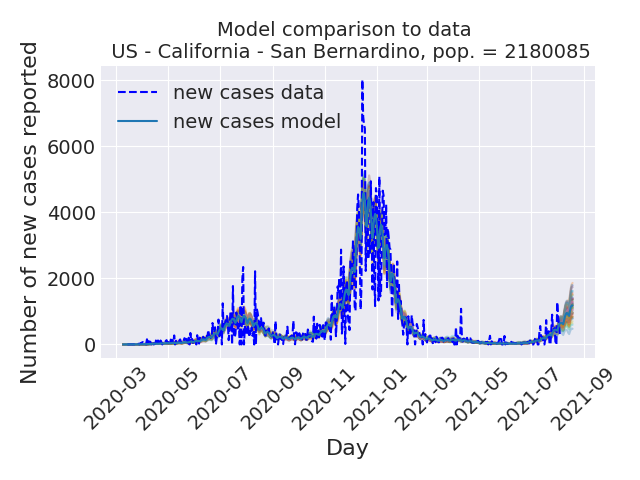 Model comparison to data
US - California - San Bernardino, pop. = 2180085
Number of new cases reported
8000
6000
4000
2000
0
new cases data
new cases model
2020-03
2020-05
2020-07
2020-09
2020-11
2021-01
2021-03
2021-05
2021-07
2021-09
Day